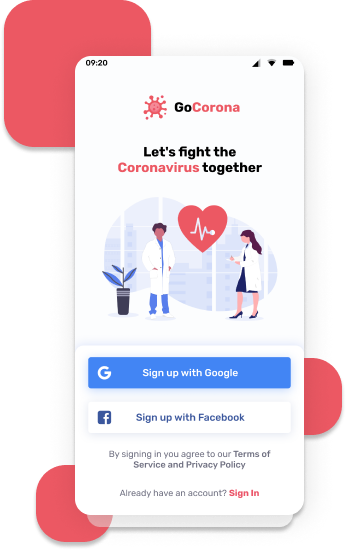 09:20
GoCorona
Let's fight the
Coronavirus together
Sign up with Google
Sign up with Facebook
By signing in you agree to our Terms of
Service and Privacy Policy
Already have an account? Sign In